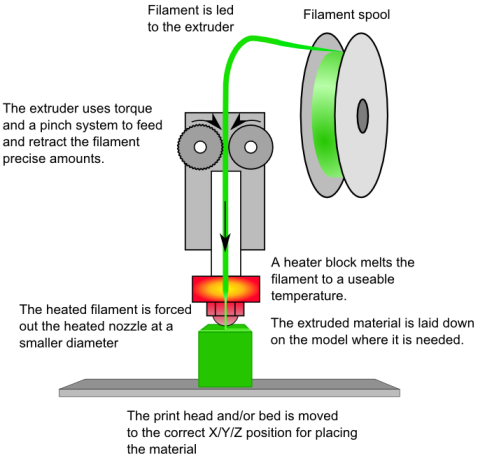 Filament is led
to the extruder
Filament spool
The extruder uses torque
and a pinch system to feed
and retract the filament
precise amounts.
A heater block melts the
filament to a useable
temperature.
The heated filament is forced
out the heated nozzle at a
smaller diameter
The extruded material is laid down
on the model where it is needed.
The print head and/or bed is moved
to the correct X/Y/Z position for placing
the material